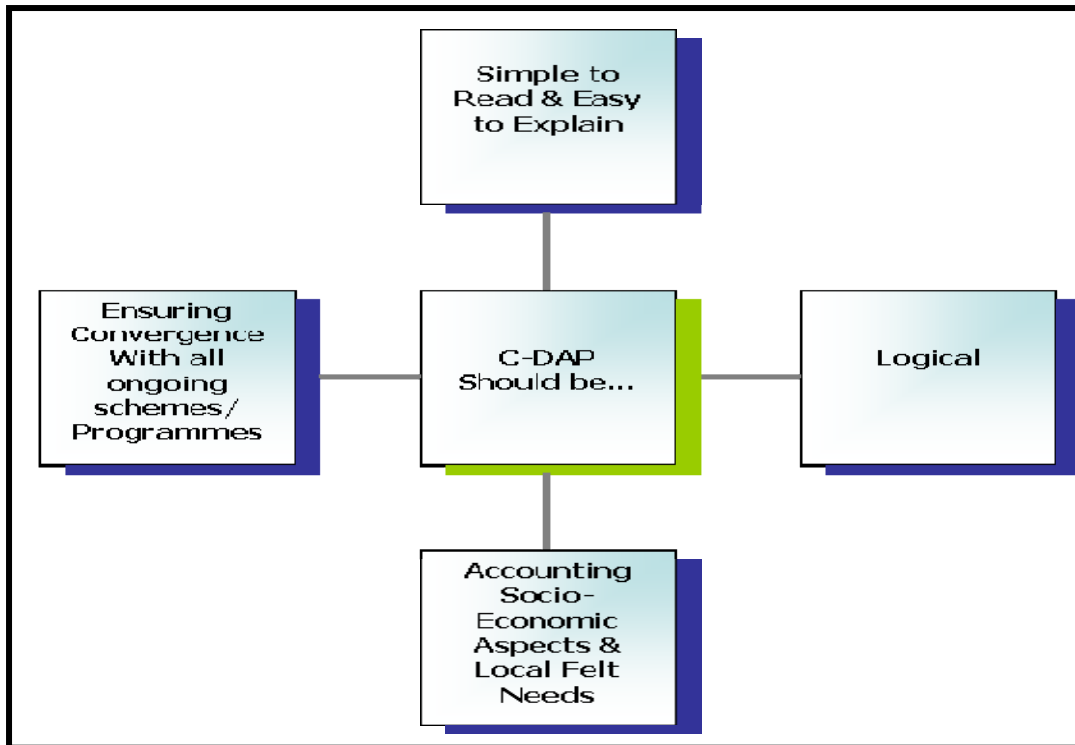 Simple to
Read & Easy
to Explain
Ensuring
Convergence
With all
ongoing
schemes/
Programmes
C-DAP
Should be...
Logical
Accounting
Socio-
Economic
Aspects &
Local Felt
Needs